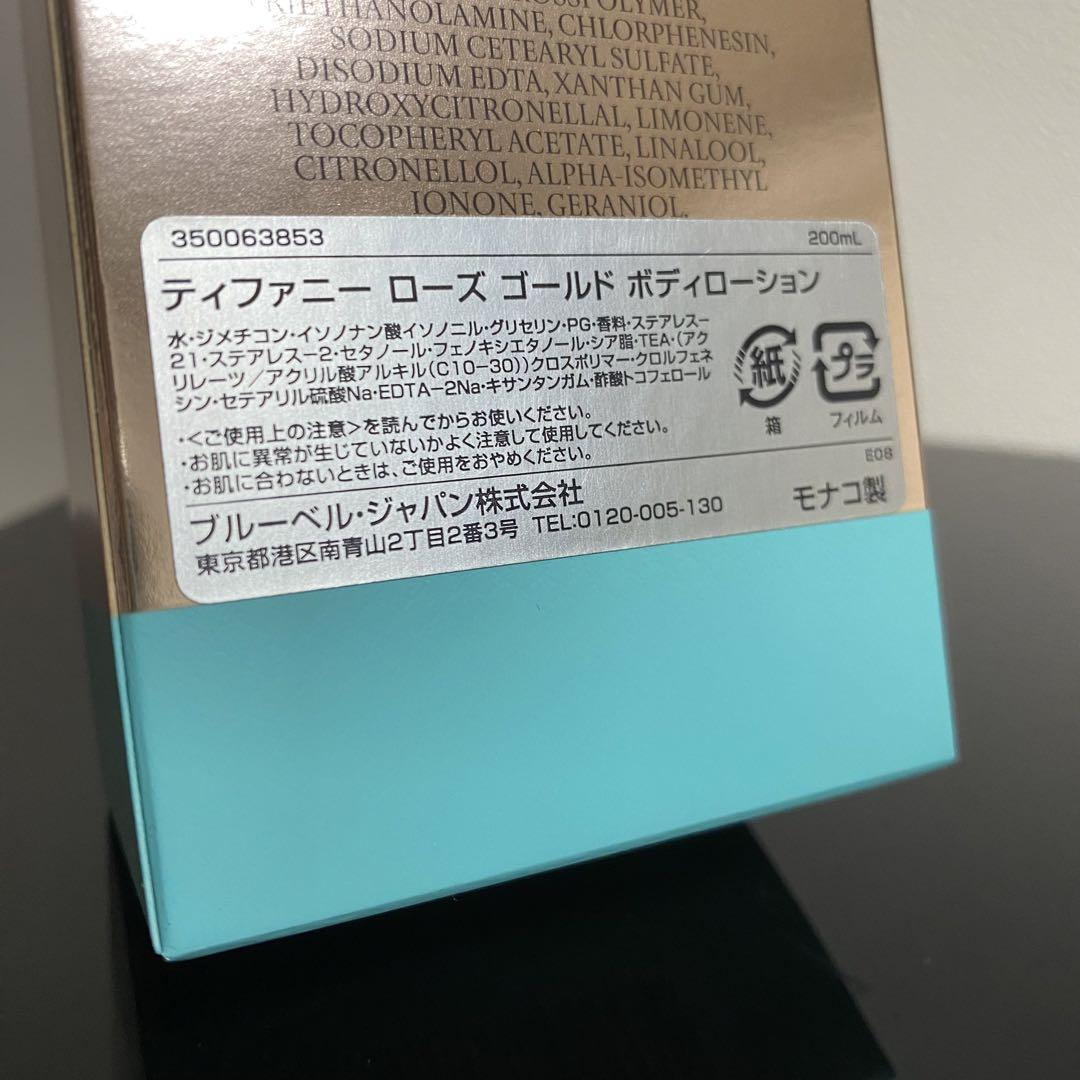 CROSSPOLYMER,
TRIETHANOLAMINE, CHLORPHENESIN,
SODIUM CETEARYL SULFATE,
DISODIUM EDTA, XANTHAN GUM,
HYDROXYCITRONELLAL, LIMONENE,
TOCOPHERYL ACETATE, LINALOOL,
CITRONELLOL, ALPHA-ISOMETHYL
IONONE, GERANIOL.
350063853 200mL
ティファニー ローズ ゴールド ボディローション
水・ジメチコン・イソノナン酸イソノニル・グリセリン・PG・香料・ステアレス-
21・ステアレス-2・セタノール・フェノキシエタノール・シア脂・TEA・(アク
リレーツ/アクリル酸アルキル(C10-30))クロスポリマー・クロルフェネ
シン・セテアリル硫酸Na・EDTA-2Na・キサンタンガム・酢酸トコフェロール
紙 プラ
箱 フィルム
・<ご使用上の注意>を読んでからお使いください。
・お肌に異常が生じていないかよく注意して使用してください。
・お肌に合わないときは、ご使用をおやめください。
E08
ブルーベル・ジャパン株式会社 モナコ製
東京都港区南青山2丁目2番3号 TEL:0120-005-130